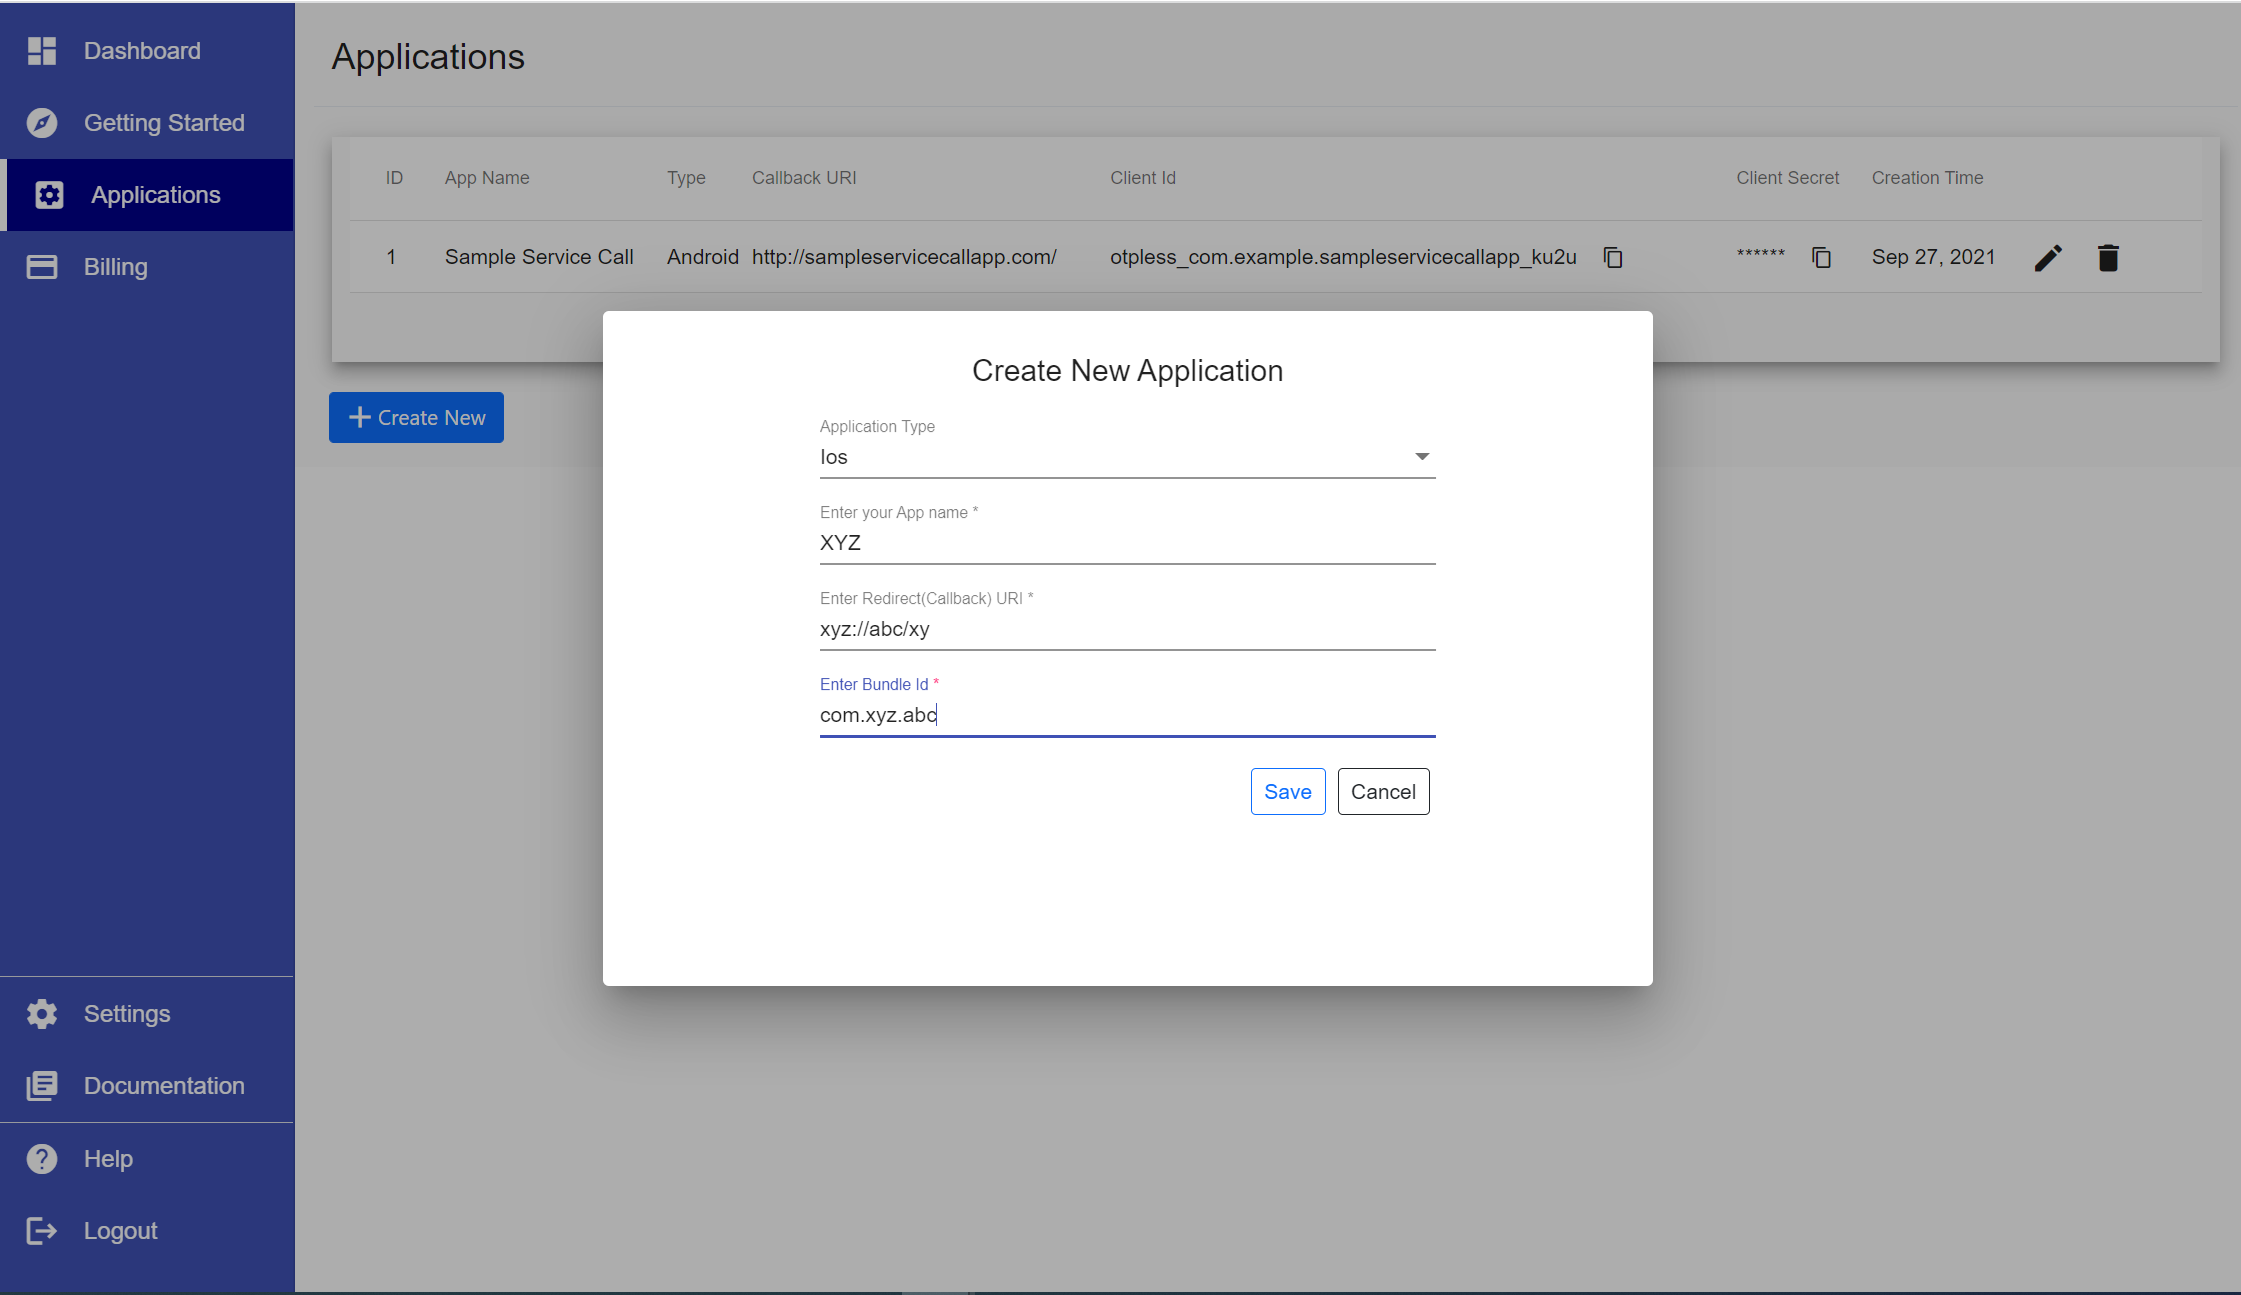 Dashboard
Getting Started
Applications
Billing
Settings
Documentation
Help
Logout
Applications
ID App Name Type Callback URI Client Id Client Secret Creation Time
1 Sample Service Call Android http://sampleservicecallapp.com/ otpless_com.example.sampleservicecallapp_ku2u ****** Sep 27, 2021
Create New
Create New Application
Application Type
Ios
Enter your App name *
XYZ
Enter Redirect(Callback) URI *
xyz://abc/xy
Enter Bundle Id *
com.xyz.abc
Save Cancel